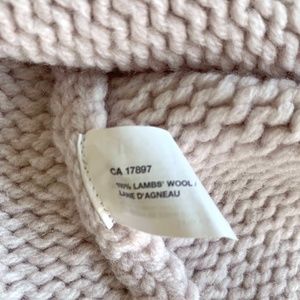 CA 17897
100% LAMBS' WOOL /
LAINE D'AGNEAU